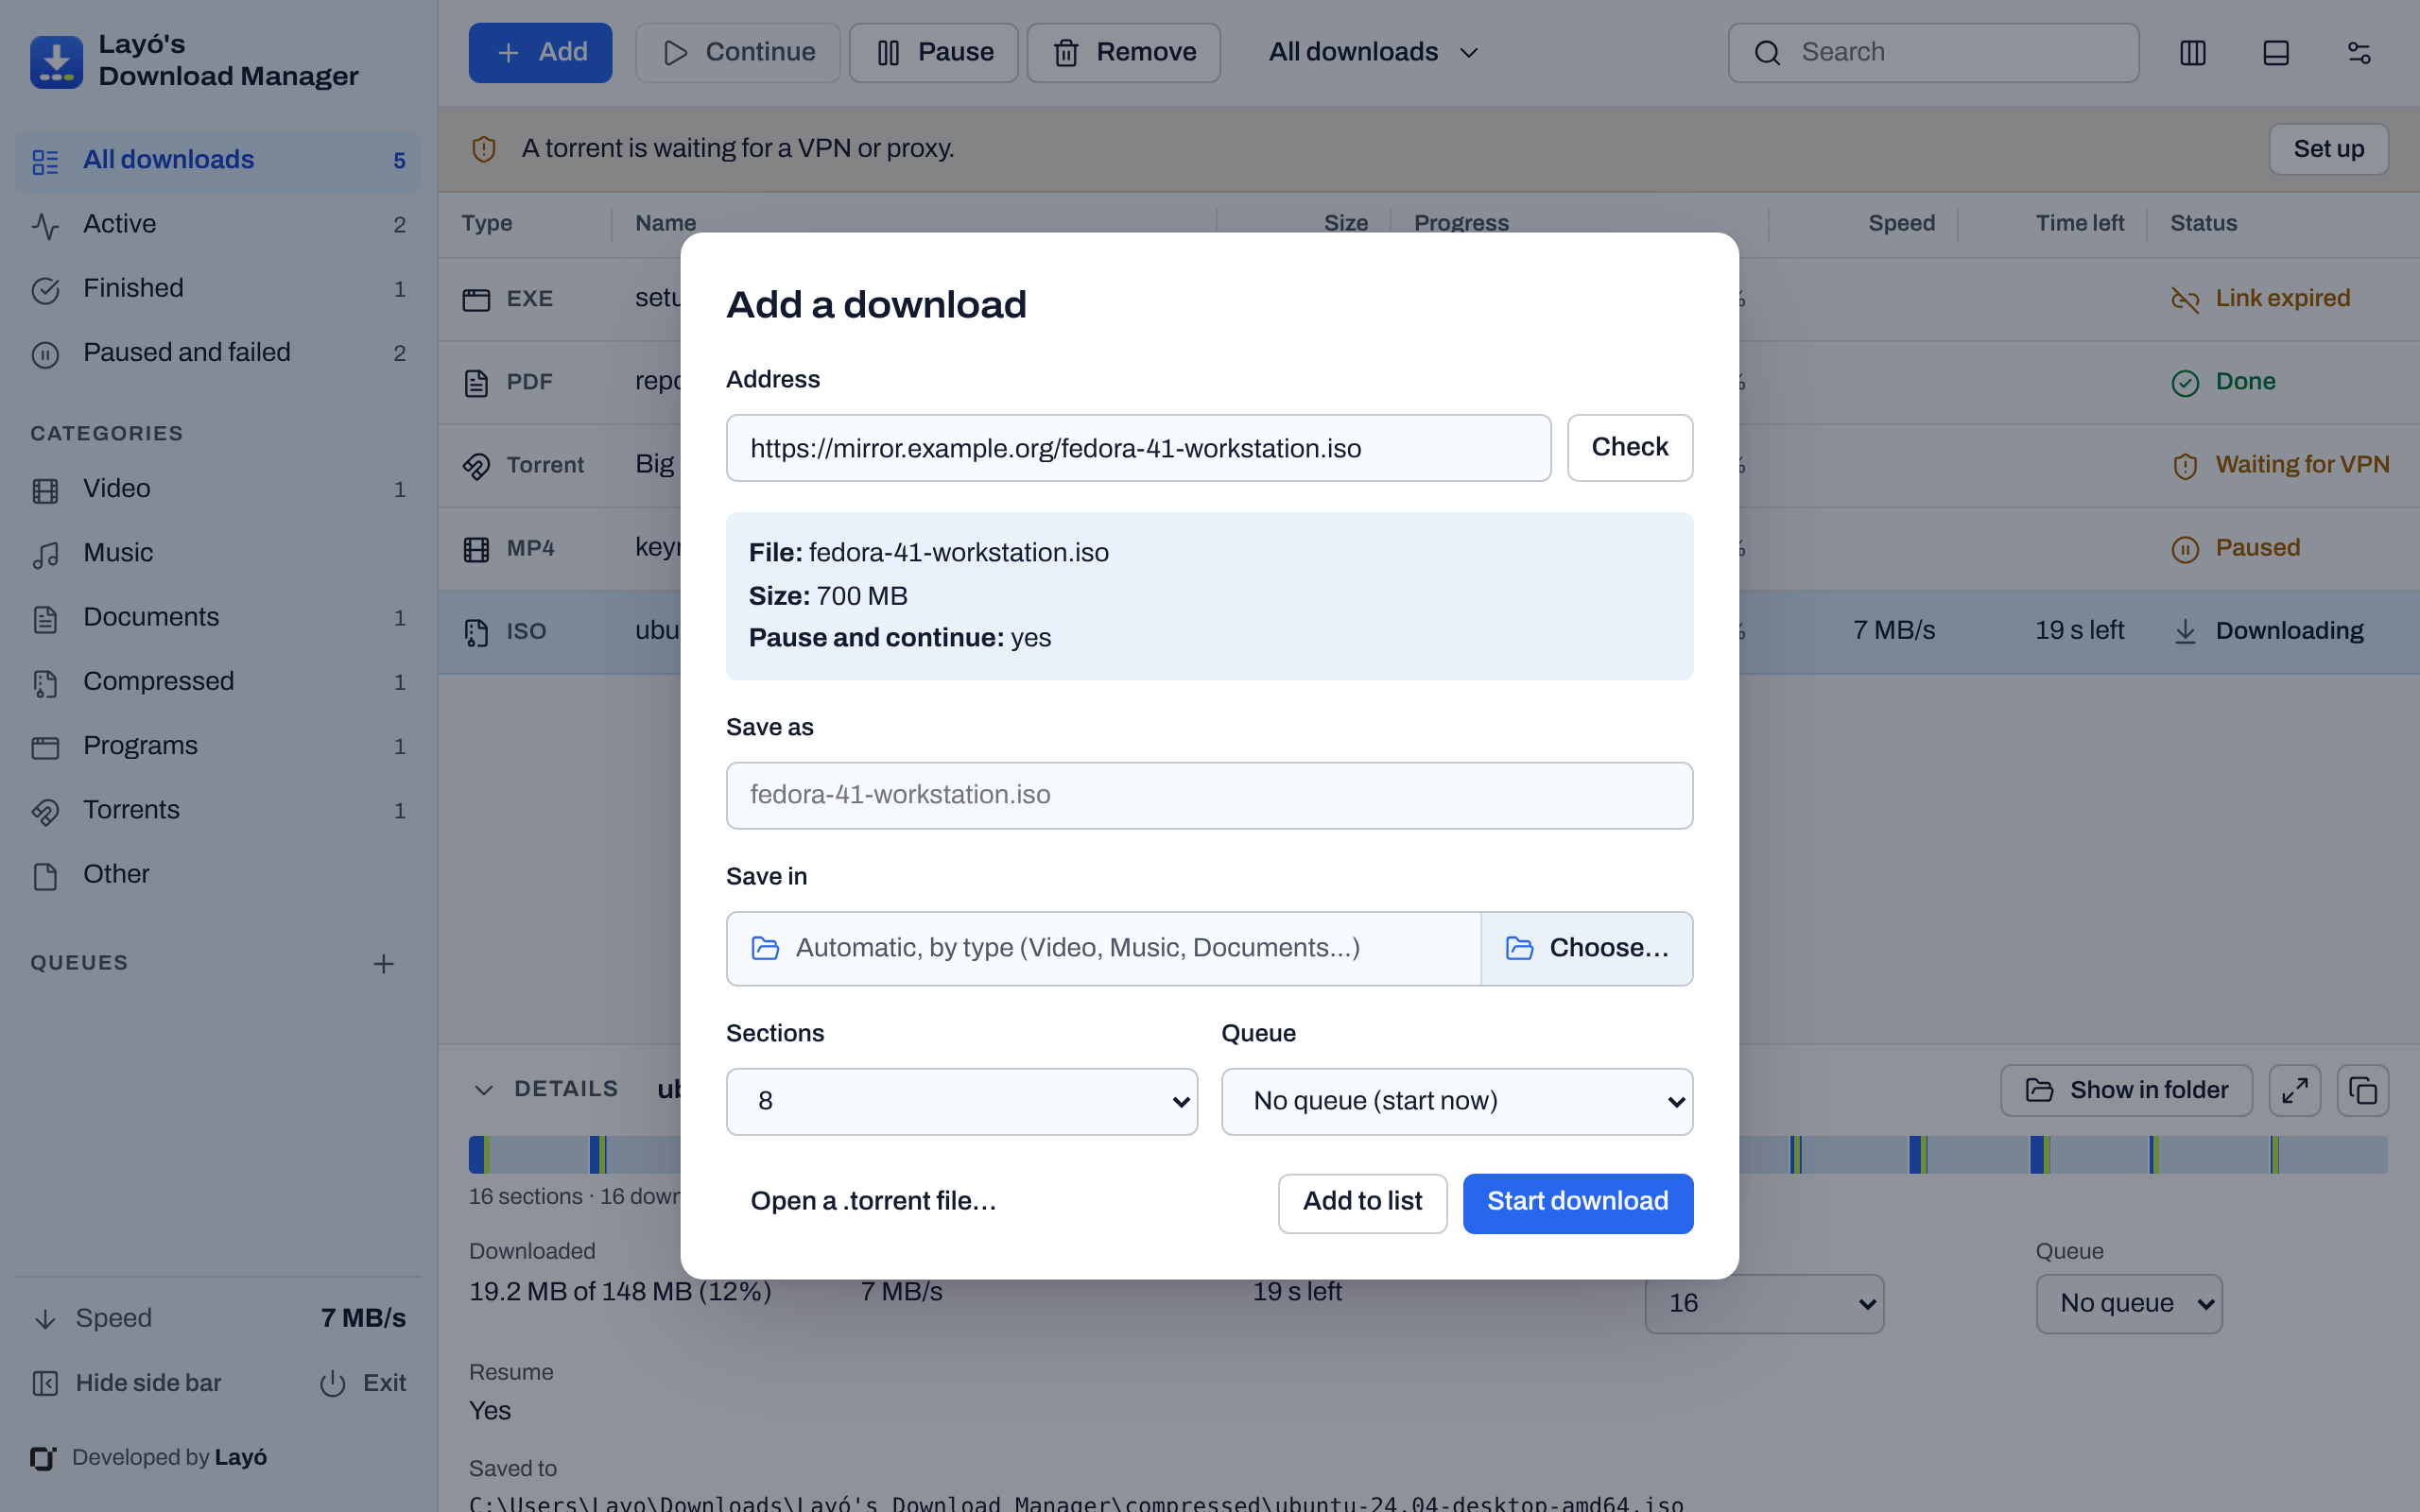 Layó's
Download Manager
Add
Continue
Pause
Remove
All downloads
Search
All downloads 5
Active 2
Finished 1
Paused and failed 2
CATEGORIES
Video 1
Music
Documents 1
Compressed 1
Programs 1
Torrents 1
Other
QUEUES
Speed 7 MB/s
Hide side bar
Exit
Developed by Layó
A torrent is waiting for a VPN or proxy.
Set up
Type Name Size Progress Speed Time left Status
EXE Link expired
PDF Done
Torrent Big Waiting for VPN
MP4 Paused
ISO 7 MB/s 19 s left Downloading
Add a download
Address
https://mirror.example.org/fedora-41-workstation.iso
Check
File: fedora-41-workstation.iso
Size: 700 MB
Pause and continue: yes
Save as
fedora-41-workstation.iso
Save in
Automatic, by type (Video, Music, Documents...)
Choose...
Sections
8
Queue
No queue (start now)
Open a .torrent file...
Add to list
Start download
DETAILS
Show in folder
16 sections · 16
Downloaded
19.2 MB of 148 MB (12%)
7 MB/s
19 s left
16
Queue
No queue
Resume
Yes
Saved to
C:\Users\Layo\Downloads\Layó's Download Manager\compressed\ubuntu-24.04-desktop-amd64.iso